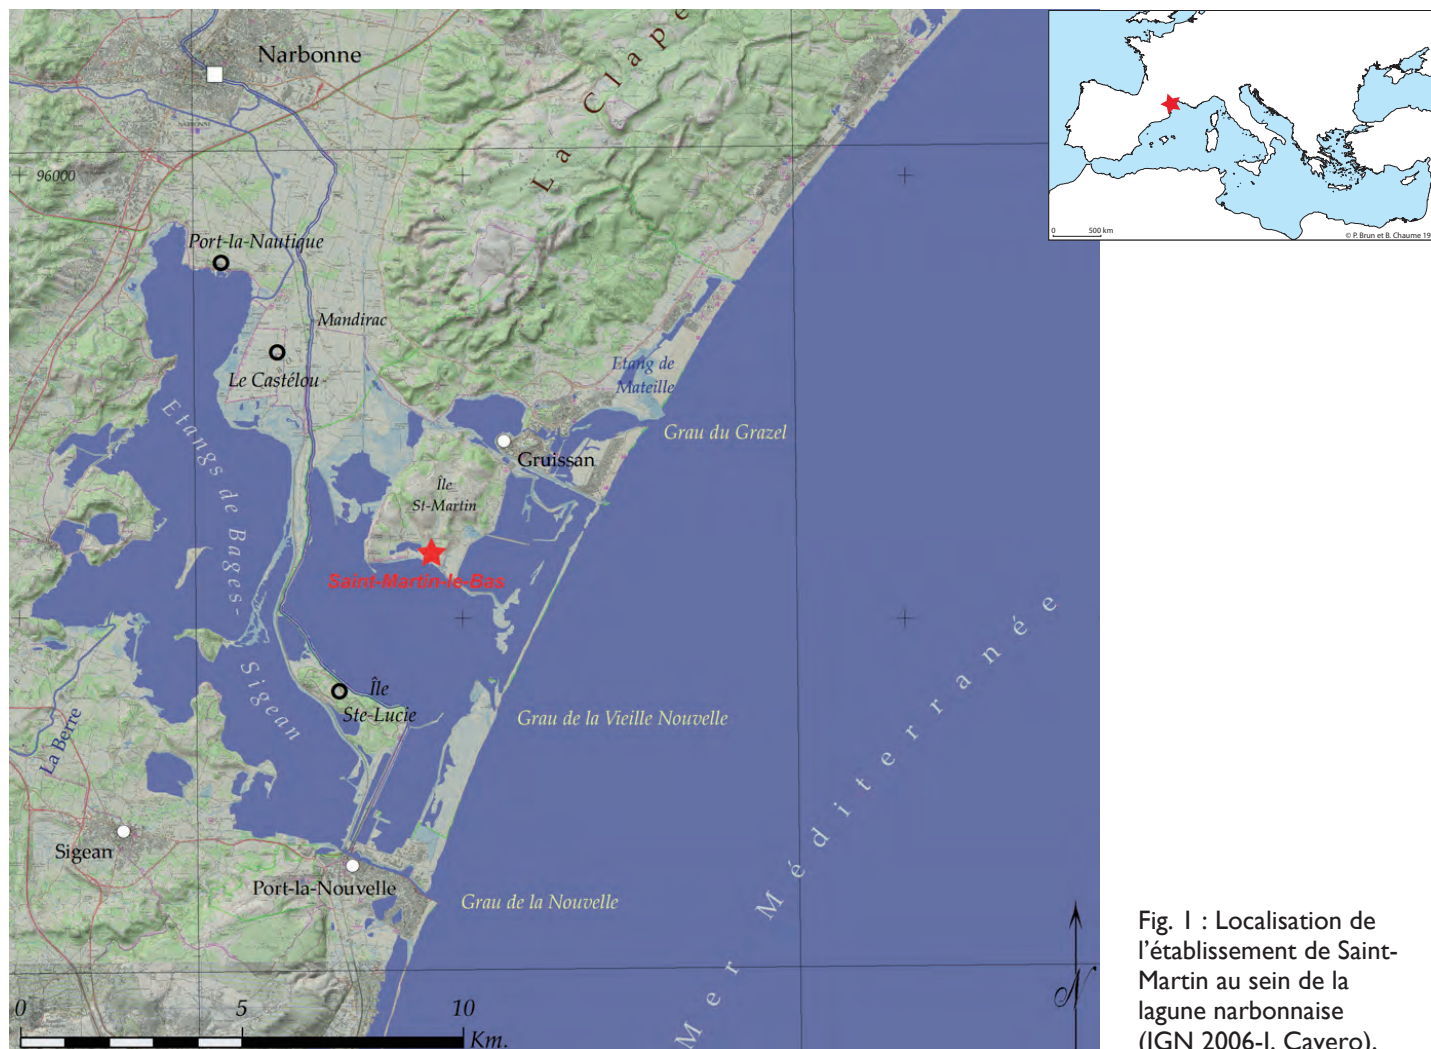 Narbonne
La Clape
96000
Port-la-Nautique
Mandirac
Le Castélou
Etang de
Mateille
Grau du Grazel
Gruissan
Île
St-Martin
Etangs de Bages-
Sigean
Saint-Martin-le-Bas
Île
Ste-Lucie
Grau de la Vieille Nouvelle
La Berre
Sigean
Port-la-Nouvelle
Grau de la Nouvelle
Mer Méditerranée
N
0 5 10
Km.
0 500 km
© P. Brun et B. Chaume 19
Fig. 1 : Localisation de
l'établissement de Saint-
Martin au sein de la
lagune narbonnaise
(IGN 2006-J. Cavero).